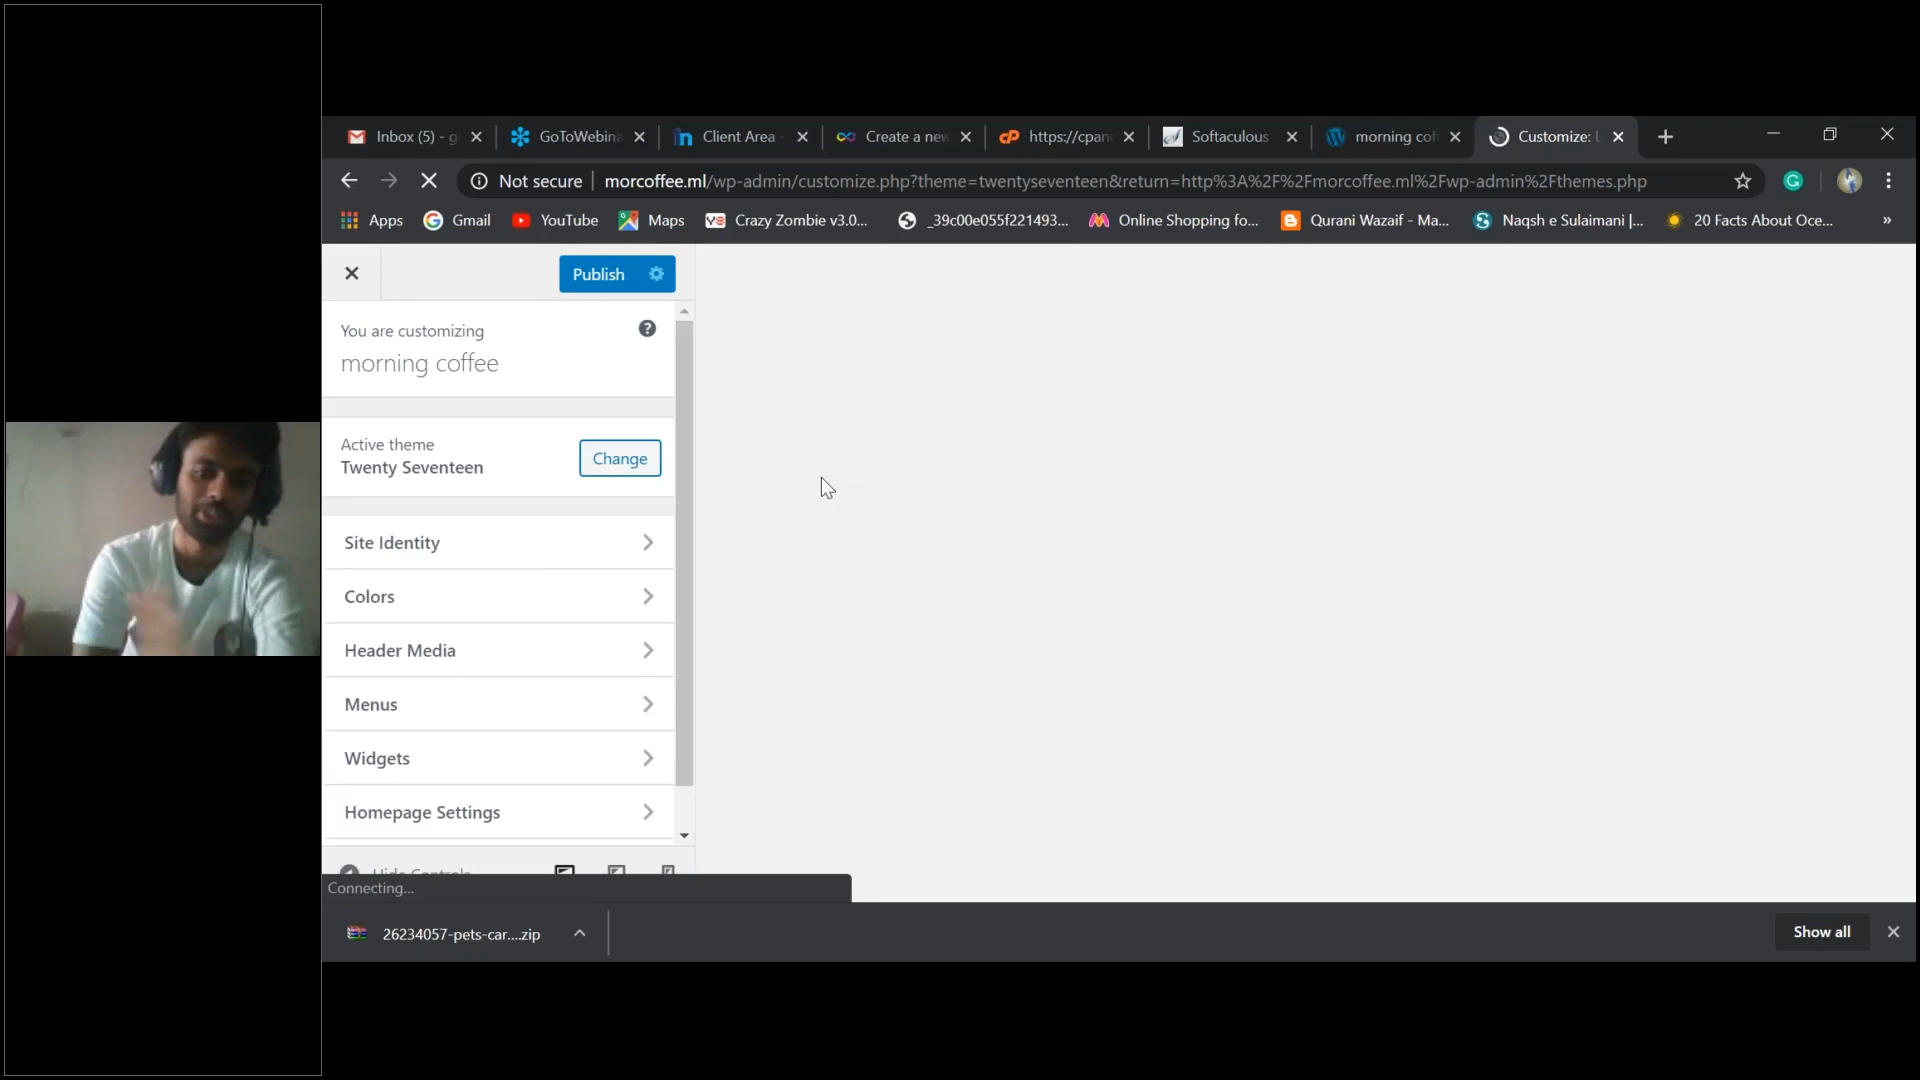 Inbox (5) - g
GoToWebina
Client Area -
Create a new
https://cpan
Softaculous
morning cof
Customize: L
Not secure
morcoffee.ml/wp-admin/customize.php?theme=twentyseventeen&return=http%3A%2F%2Fmorcoffee.ml%2Fwp-admin%2Fthemes.php
Apps
Gmail
YouTube
Maps
Crazy Zombie v3.0...
_39c00e055f221493...
Online Shopping fo...
Qurani Wazaif - Ma...
Naqsh e Sulaimani |...
20 Facts About Oce...
»
Publish
You are customizing
morning coffee
Active theme
Twenty Seventeen
Change
Site Identity
Colors
Header Media
Menus
Widgets
Homepage Settings
Hide Controls
Connecting...
26234057-pets-car....zip
Show all